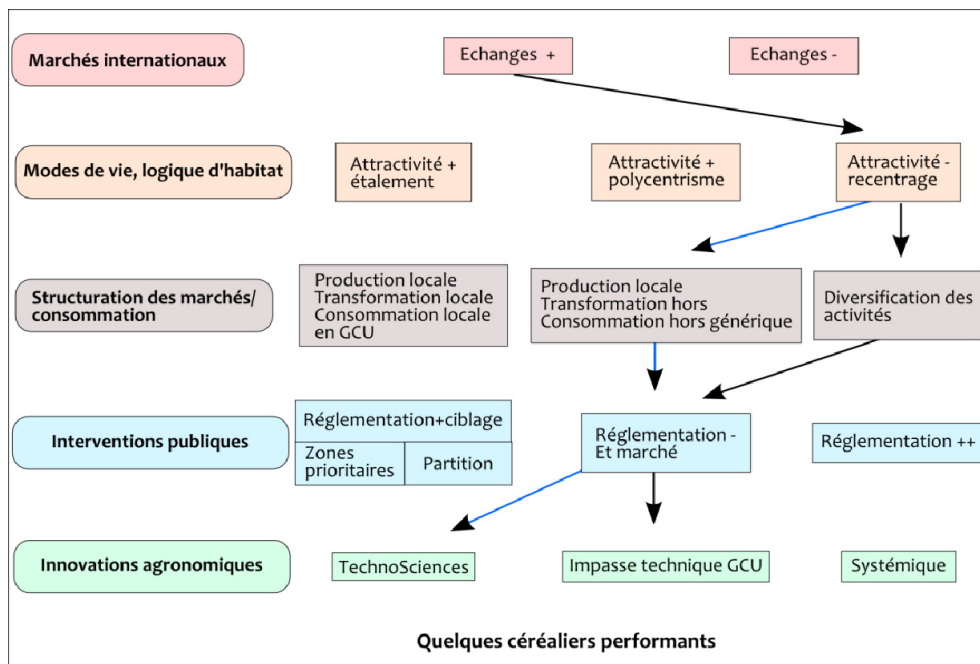 Marchés internationaux
Echanges +
Echanges -
Modes de vie, logique d'habitat
Attractivité +
étalement
Attractivité +
polycentrisme
Attractivité -
recentrage
Structuration des marchés/
consommation
Production locale
Transformation locale
Consommation locale
en GCU
Production locale
Transformation hors
Consommation hors générique
Diversification des
activités
Interventions publiques
Réglementation+ciblage
Zones
prioritaires
Partition
Réglementation -
Et marché
Réglementation ++
Innovations agronomiques
TechnoSciences
Impasse technique GCU
Systémique
Quelques céréaliers performants